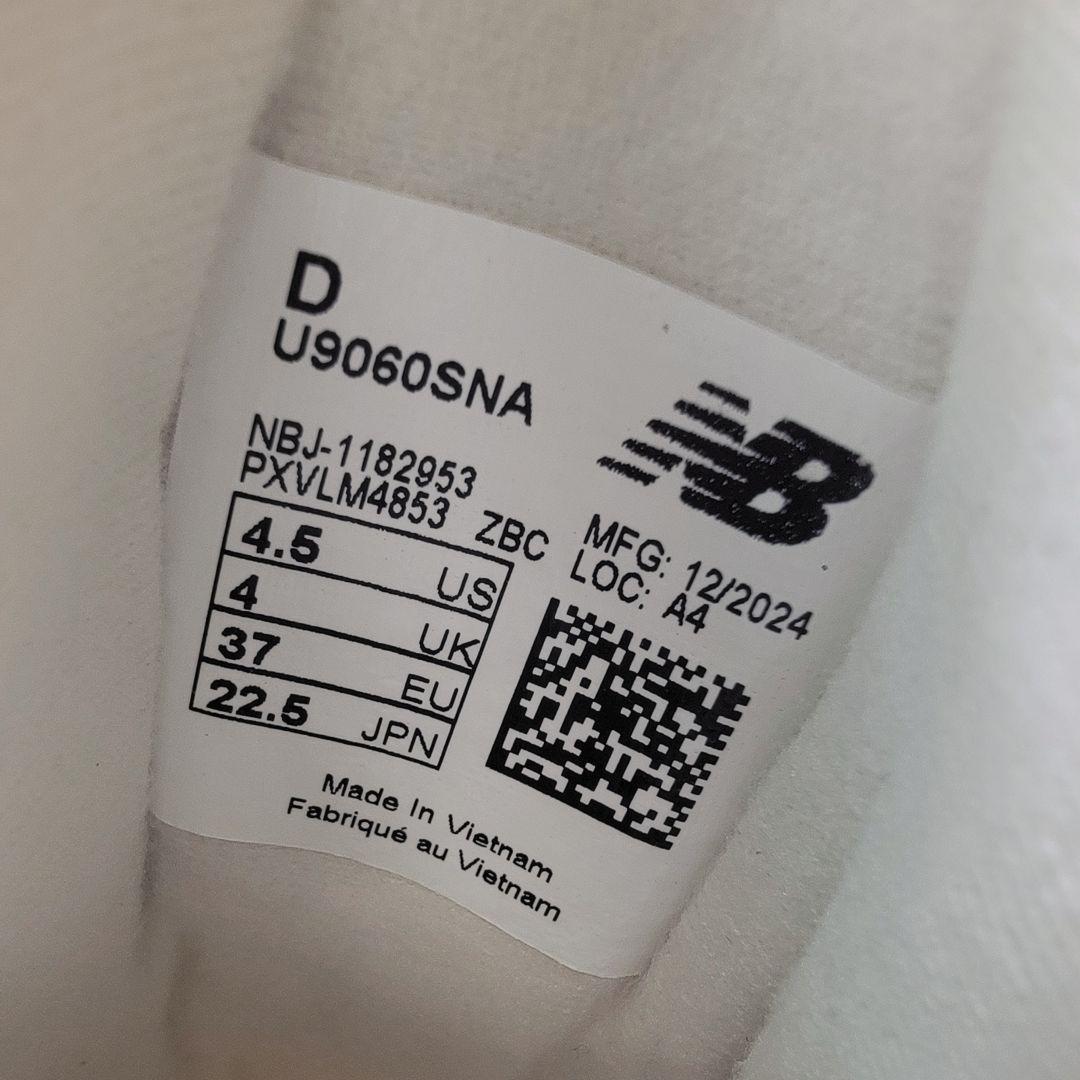 D
U9060SNA
NB
NBJ-1182953
PXVLM4853 ZBC
MFG: 12/2024
LOC: A4
4.5 US
4 UK
37 EU
22.5 JPN
Made In Vietnam
Fabriqué au Vietnam